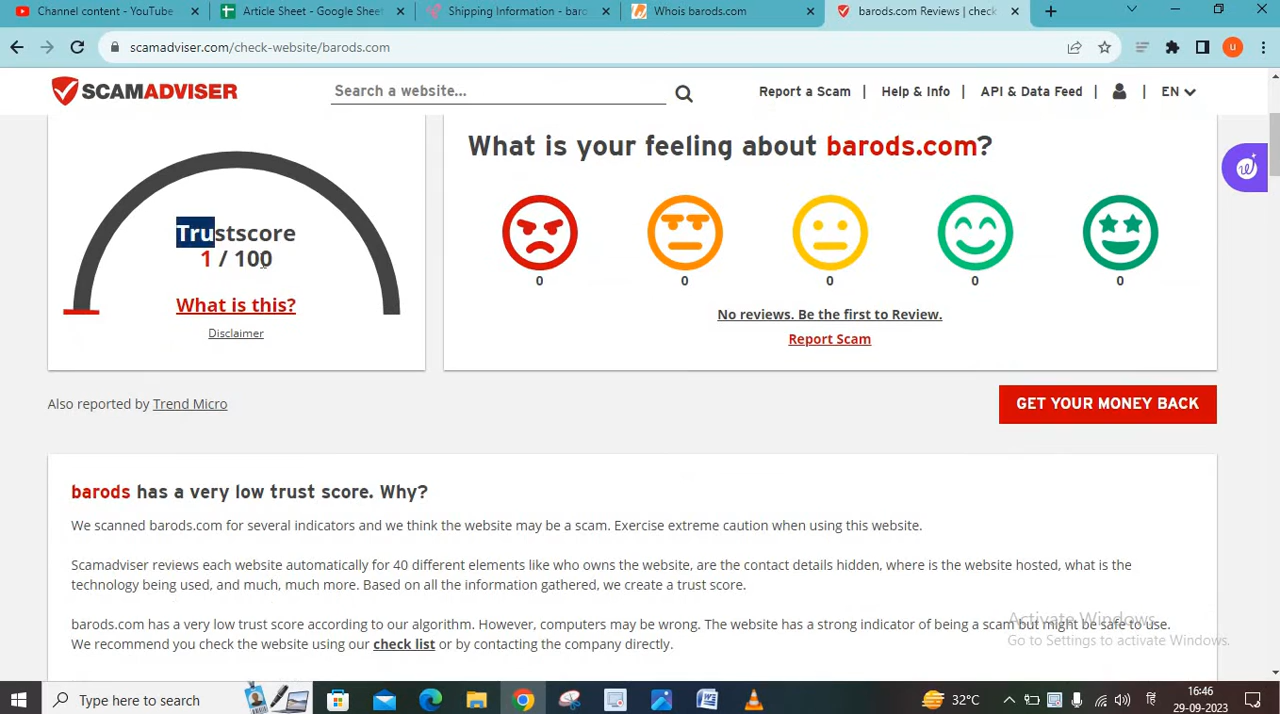 Channel content - YouTube
Article Sheet - Google Sheet
Shipping Information - baro
Whois barods.com
barods.com Reviews | check
scamadviser.com/check-website/barods.com
u
SCAMADVISER
Search a website...
Report a Scam | Help & Info | API & Data Feed | | EN
Trustscore
1 / 100
What is this?
Disclaimer
What is your feeling about barods.com?
0 0 0 0 0
No reviews. Be the first to Review.
Report Scam
Also reported by Trend Micro
GET YOUR MONEY BACK
barods has a very low trust score. Why?
We scanned barods.com for several indicators and we think the website may be a scam. Exercise extreme caution when using this website.
Scamadviser reviews each website automatically for 40 different elements like who owns the website, are the contact details hidden, where is the website hosted, what is the
technology being used, and much, much more. Based on all the information gathered, we create a trust score.
barods.com has a very low trust score according to our algorithm. However, computers may be wrong. The website has a strong indicator of being a scam but might be safe to use.
We recommend you check the website using our check list or by contacting the company directly.
Activate Windows
Go to Settings to activate Windows.
Type here to search
32°C
16:46
29-09-2023